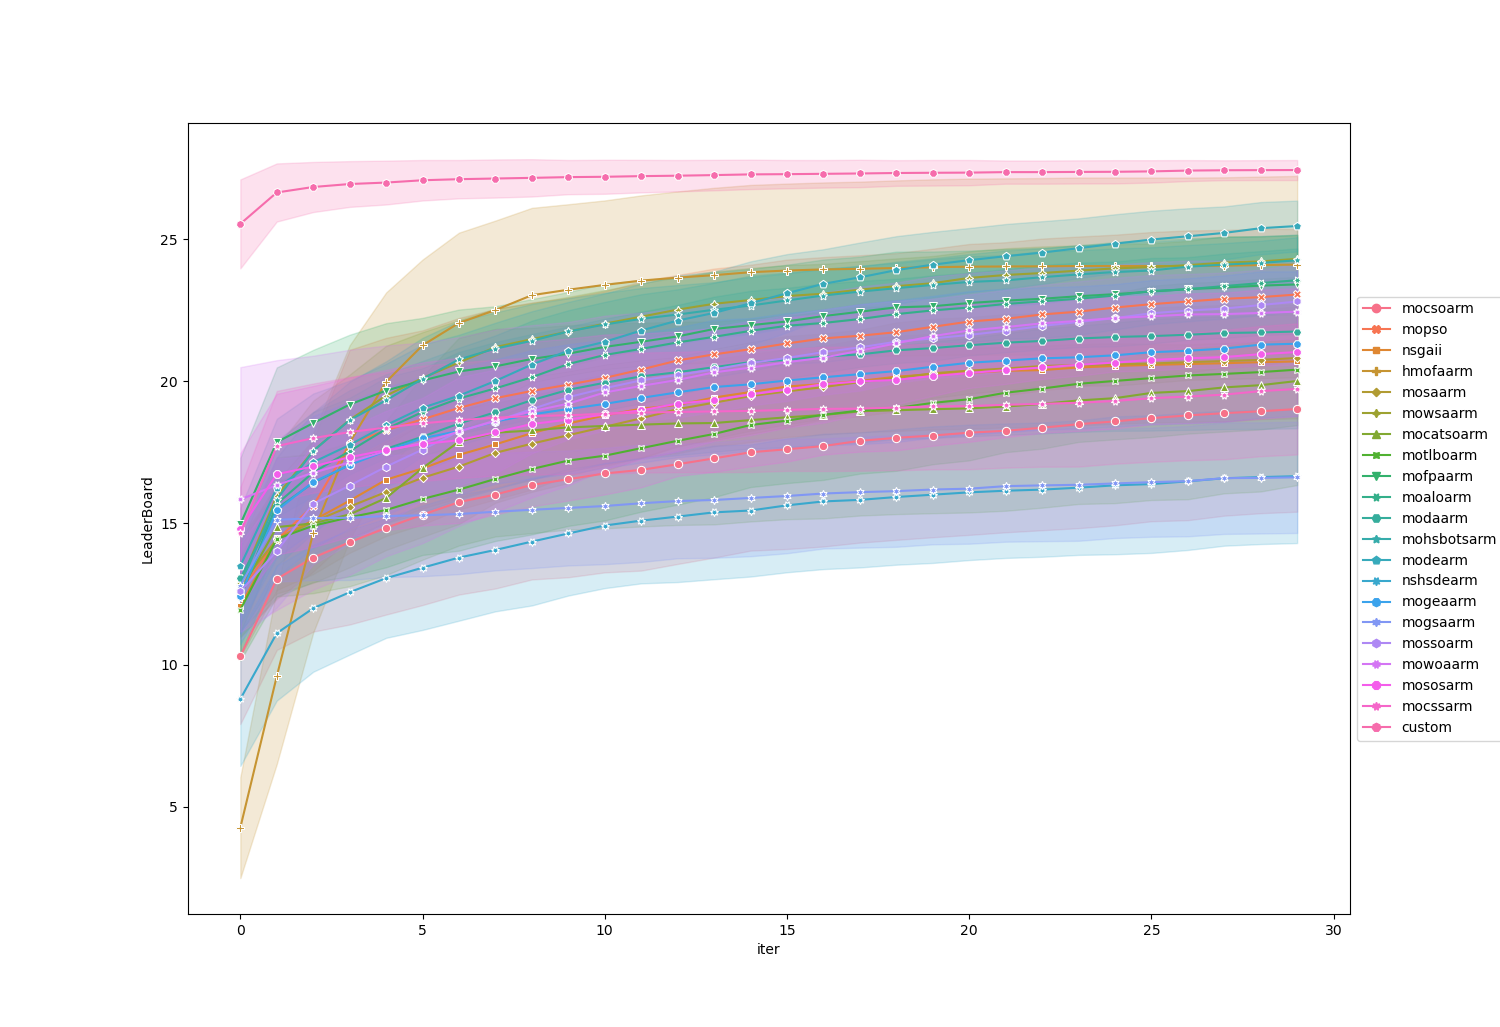 LeaderBoard
25
20
15
10
5
0
5
10
15
20
25
30
iter
mocsoarm
mopso
nsgaii
hmofaarm
mosaarm
mowsaarm
mocatsoarm
motlboarm
mofpaarm
moaloarm
modaarm
mohsbotsarm
modearm
nshsdearm
mogeaarm
mogsaarm
mossoarm
mowoaarm
mososarm
mocssarm
custom